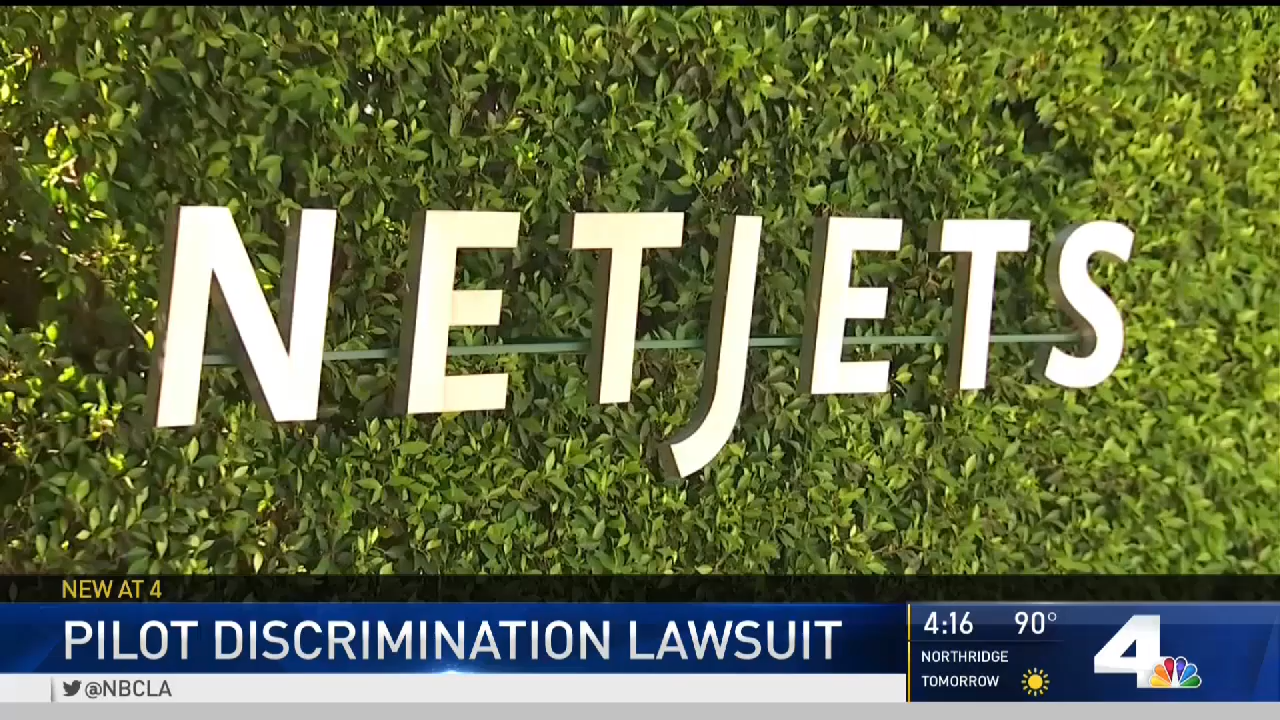 NETJETS
NEW AT 4
PILOT DISCRIMINATION LAWSUIT
@NBCLA
4:16 90°
NORTHRIDGE
TOMORROW
4